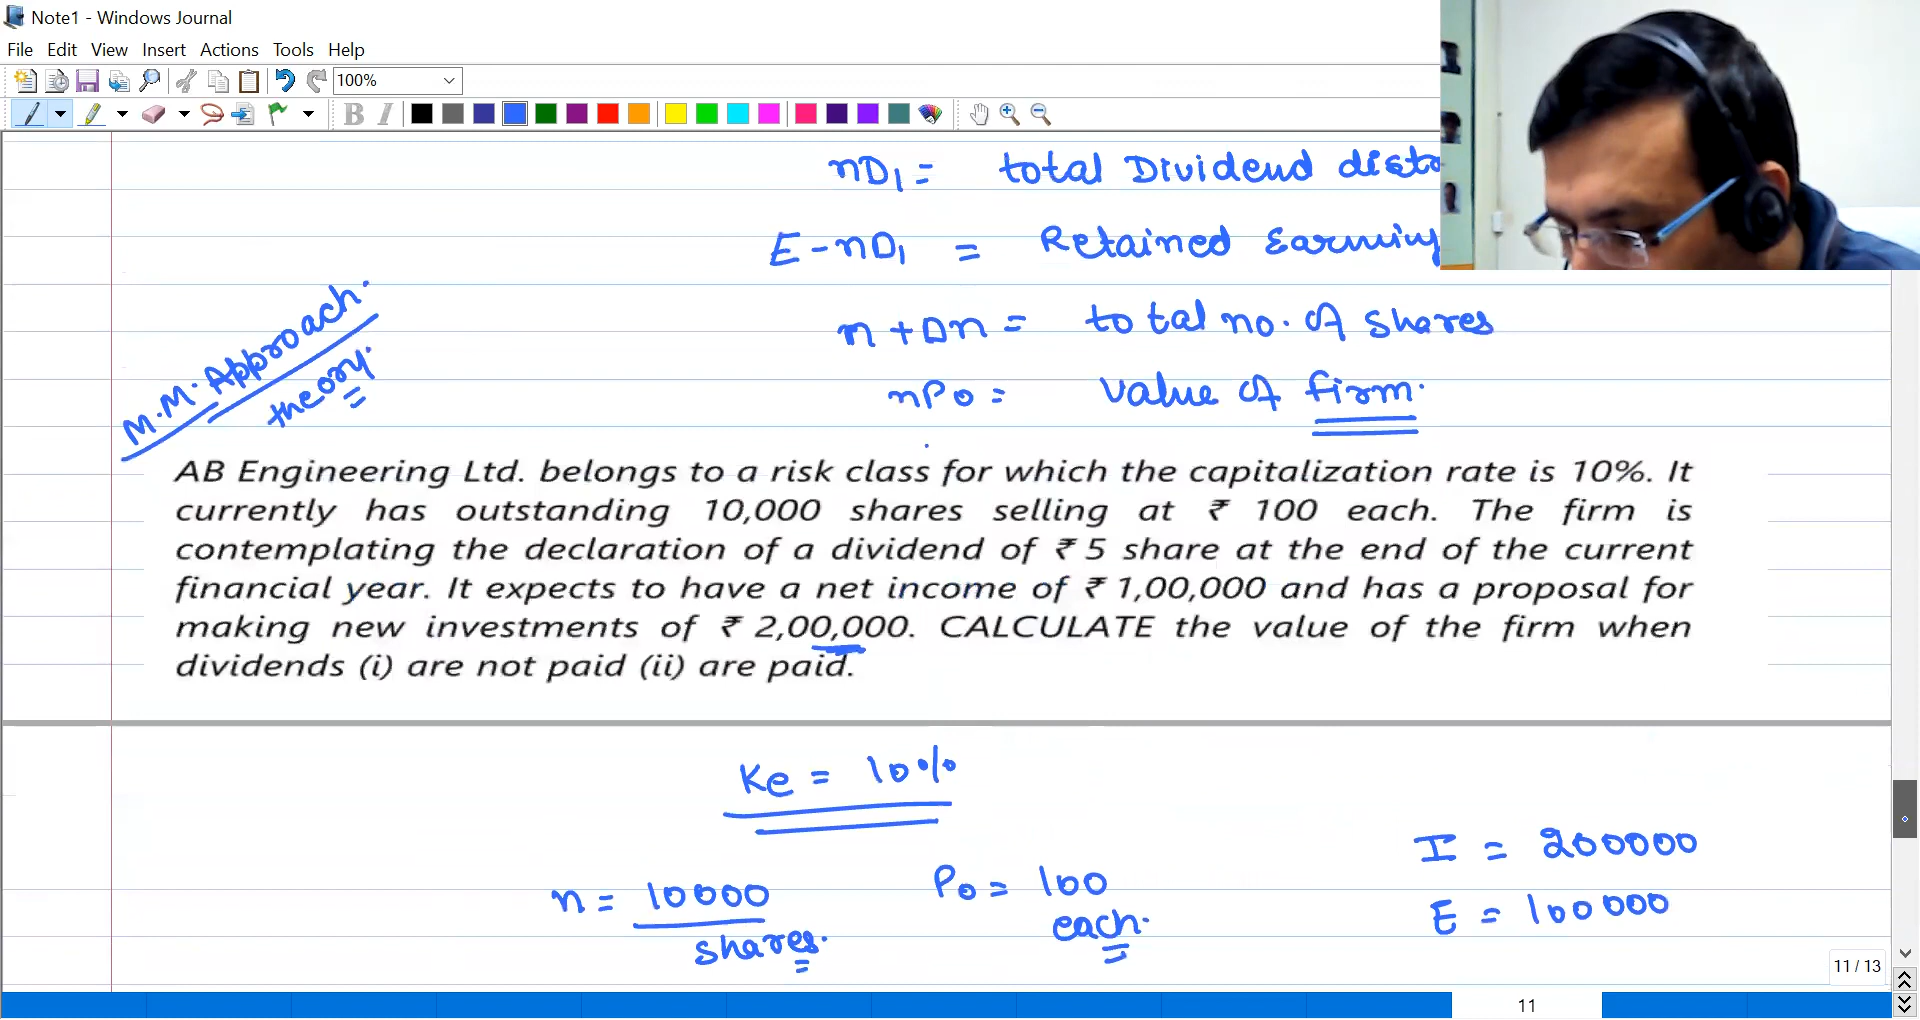 Note1 - Windows Journal
File Edit View Insert Actions Tools Help
100%
B I
nD₁ = total Dividend
E - nD₁ = Retained Earning
n + Δn = total no. of shares
nP₀ = Value of firm.
M.M. Approach.
theory.
AB Engineering Ltd. belongs to a risk class for which the capitalization rate is 10%. It
currently has outstanding 10,000 shares selling at ₹ 100 each. The firm is
contemplating the declaration of a dividend of ₹ 5 share at the end of the current
financial year. It expects to have a net income of ₹ 1,00,000 and has a proposal for
making new investments of ₹ 2,00,000. CALCULATE the value of the firm when
dividends (i) are not paid (ii) are paid.
Ke = 10%
n = 10000
shares.
P₀ = 100
each.
I = 200000
E = 100000
11 / 13
11